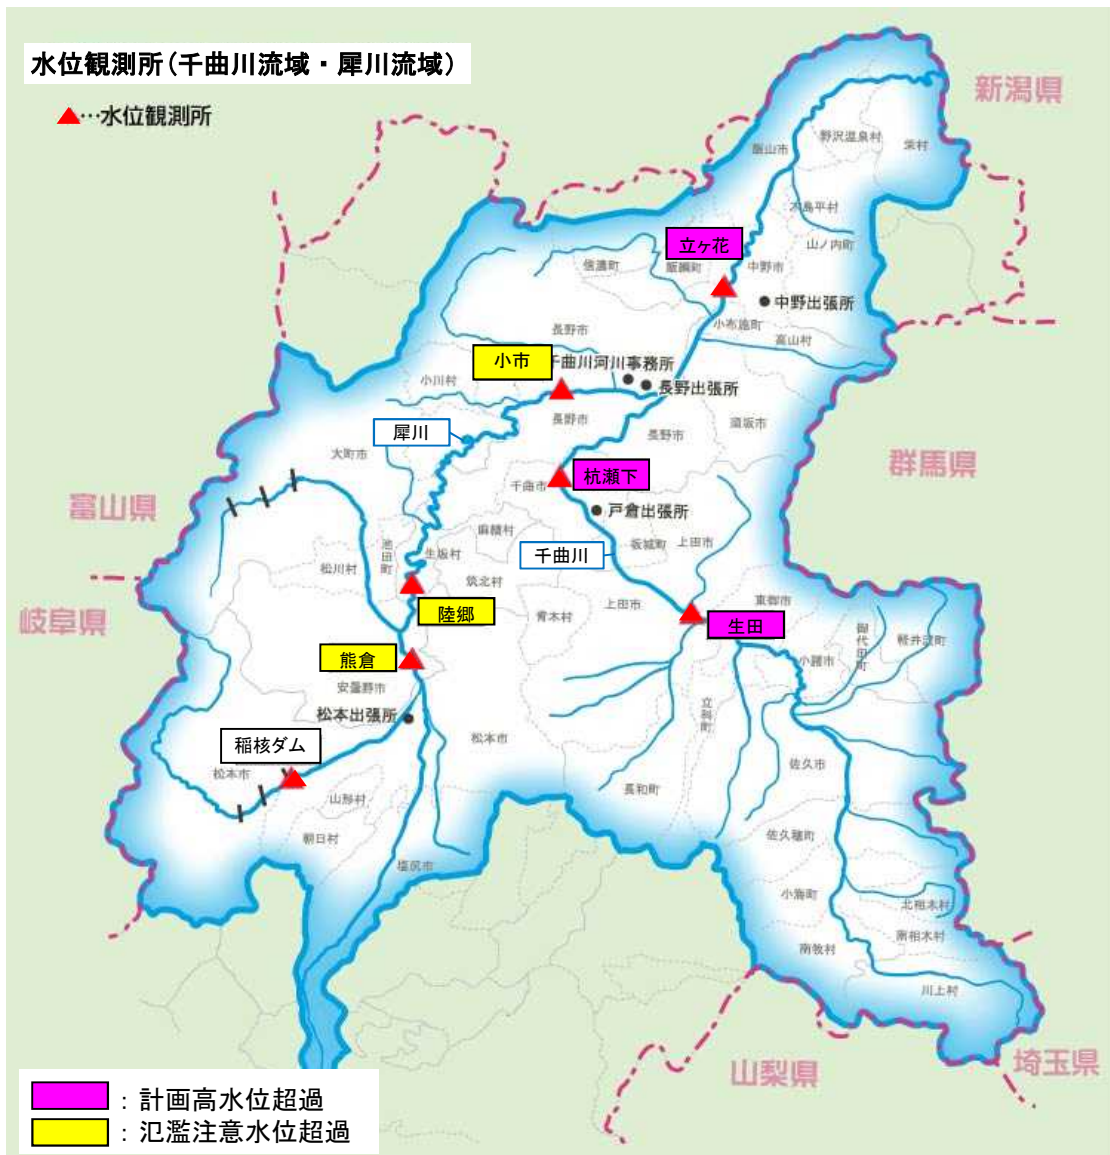 水位観測所(千曲川流域・犀川流域)
▲…水位観測所
新潟県
野沢温泉村
栄村
飯山市
木島平村
山ノ内町
立ヶ花
信濃町
飯綱町
中野市
中野出張所
小布施町
高山村
長野市
小市
千曲川河川事務所
長野出張所
小川村
長野市
犀川
長野市
須坂市
大町市
群馬県
千曲市
杭瀬下
富山県
戸倉出張所
麻績村
千曲川
坂城町
上田市
池田町
生坂村
松川村
筑北村
岐阜県
陸郷
青木村
上田市
東御市
生田
御代田町
軽井沢町
小諸市
熊倉
安曇野市
立科町
松本出張所
松本市
稲核ダム
松本市
佐久市
長和町
山形村
朝日村
佐久穂町
塩尻市
小海町
北相木村
南相木村
南牧村
川上村
山梨県
埼玉県
:計画高水位超過
:氾濫注意水位超過